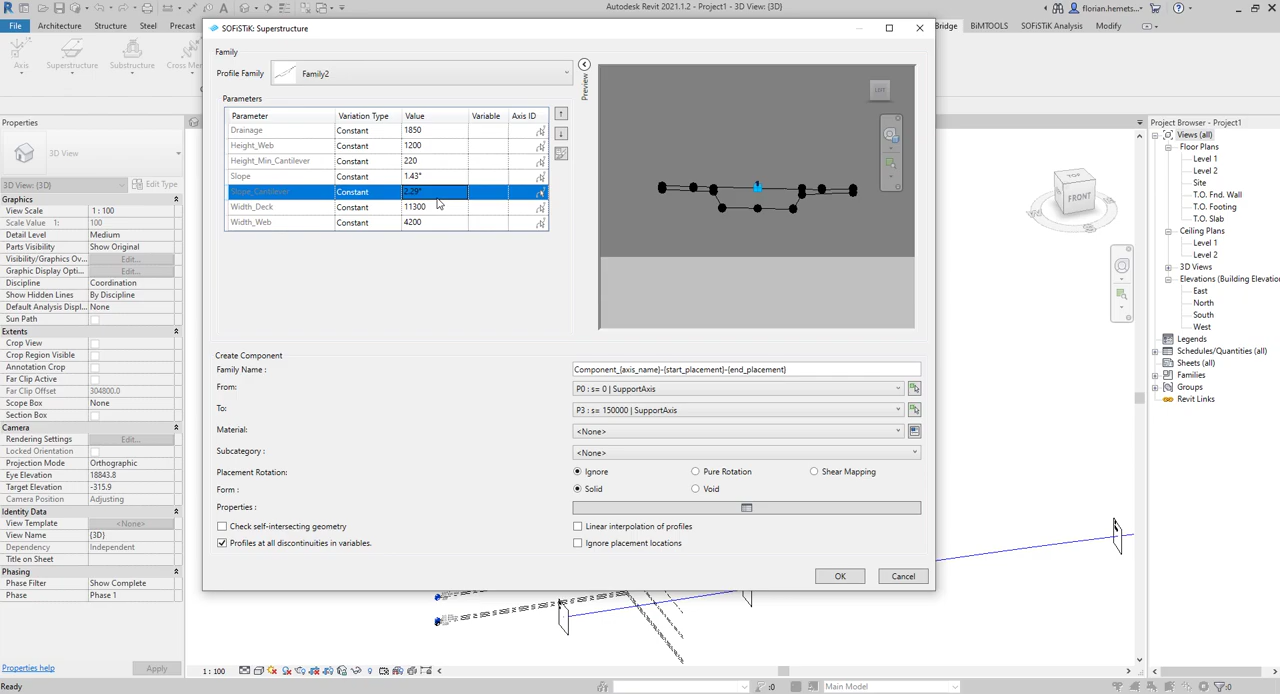 Autodesk Revit 2021.1.2 - Project1 - 3D View: {3D}
florian.hemets...
File Architecture Structure Steel Precast
Bridge BiMTOOLS SOFiSTiK Analysis Modify
Axis Superstructure Substructure Cross Mem
Properties
3D View
3D View: {3D} Edit Type
Graphics
View Scale 1 : 100
Scale Value 1: 100
Detail Level Medium
Parts Visibility Show Original
Visibility/Graphics Ov... Edit...
Graphic Display Opti... Edit...
Discipline Coordination
Show Hidden Lines By Discipline
Default Analysis Displ... None
Sun Path
Extents
Crop View
Crop Region Visible
Annotation Crop
Far Clip Active
Far Clip Offset 304800.0
Scope Box None
Section Box
Camera
Rendering Settings Edit...
Locked Orientation
Projection Mode Orthographic
Eye Elevation 18843.8
Target Elevation -315.9
Camera Position Adjusting
Identity Data
View Template <None>
View Name {3D}
Dependency Independent
Title on Sheet
Phasing
Phase Filter Show Complete
Phase Phase 1
Properties help Apply
Ready
SOFiSTiK: Superstructure
Family
Profile Family Family2
Parameters
Parameter Variation Type Value Variable Axis ID
Drainage Constant 1850
Height_Web Constant 1200
Height_Min_Cantilever Constant 220
Slope Constant 1.43°
Slope_Cantilever Constant 2.29°
Width_Deck Constant 11300
Width_Web Constant 4200
Preview
LEFT
1
Create Component
Family Name : Component_{axis_name}-{start_placement}-{end_placement}
From: P0 : s= 0 | SupportAxis
To: P3 : s= 150000 | SupportAxis
Material: <None>
Subcategory : <None>
Placement Rotation: Ignore Pure Rotation Shear Mapping
Form : Solid Void
Properties :
Check self-intersecting geometry Linear interpolation of profiles
Profiles at all discontinuities in variables. Ignore placement locations
OK Cancel
TOP
FRONT
Project Browser - Project1
Views (all)
Floor Plans
Level 1
Level 2
Site
T.O. Fnd. Wall
T.O. Footing
T.O. Slab
Ceiling Plans
Level 1
Level 2
3D Views
Elevations (Building Elevation
East
North
South
West
Legends
Schedules/Quantities (all)
Sheets (all)
Families
Groups
Revit Links
1 : 100
:0 Main Model :0